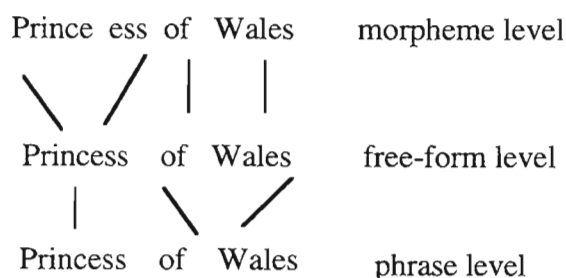 Prince ess of Wales morpheme level
Princess of Wales free-form level
Princess of Wales phrase level